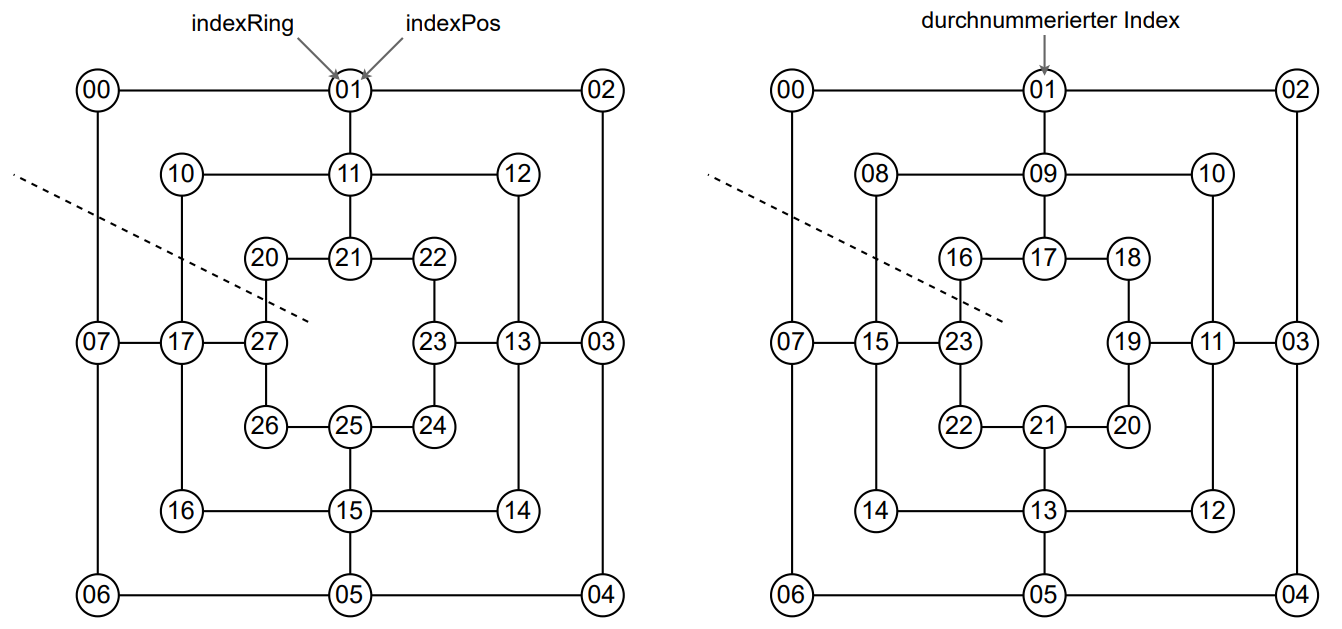 indexRing indexPos
durchnummerierter Index
00 01 02
10 11 12
20 21 22
07 17 27 23 13 03
26 25 24
16 15 14
06 05 04
00 01 02
08 09 10
16 17 18
07 15 23 19 11 03
22 21 20
14 13 12
06 05 04